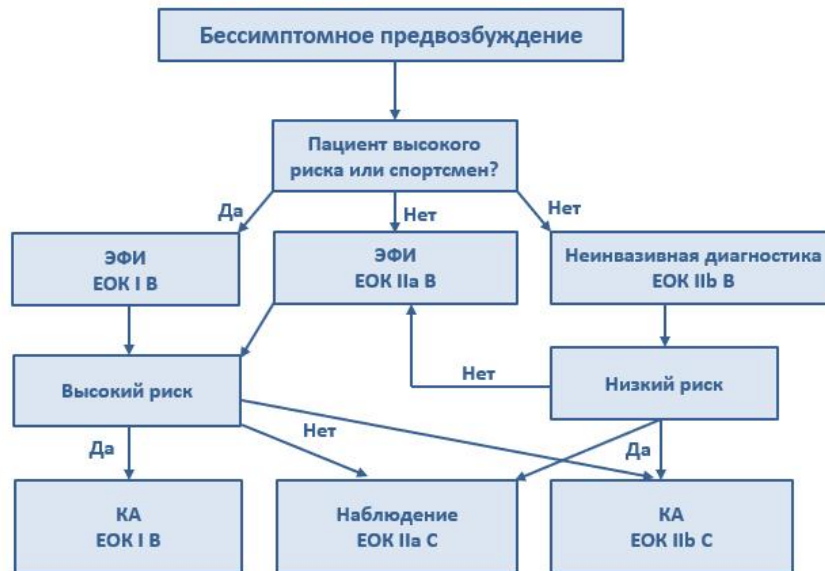 Бессимптомное предвозбуждение
Пациент высокого
риска или спортсмен?
Да
Нет
Нет
ЭФИ
ЕОК I B
ЭФИ
ЕОК IIa B
Неинвазивная диагностика
ЕОК IIb B
Высокий риск
Нет
Низкий риск
Да
Нет
Да
КА
ЕОК I B
Наблюдение
ЕОК IIa C
КА
ЕОК IIb C